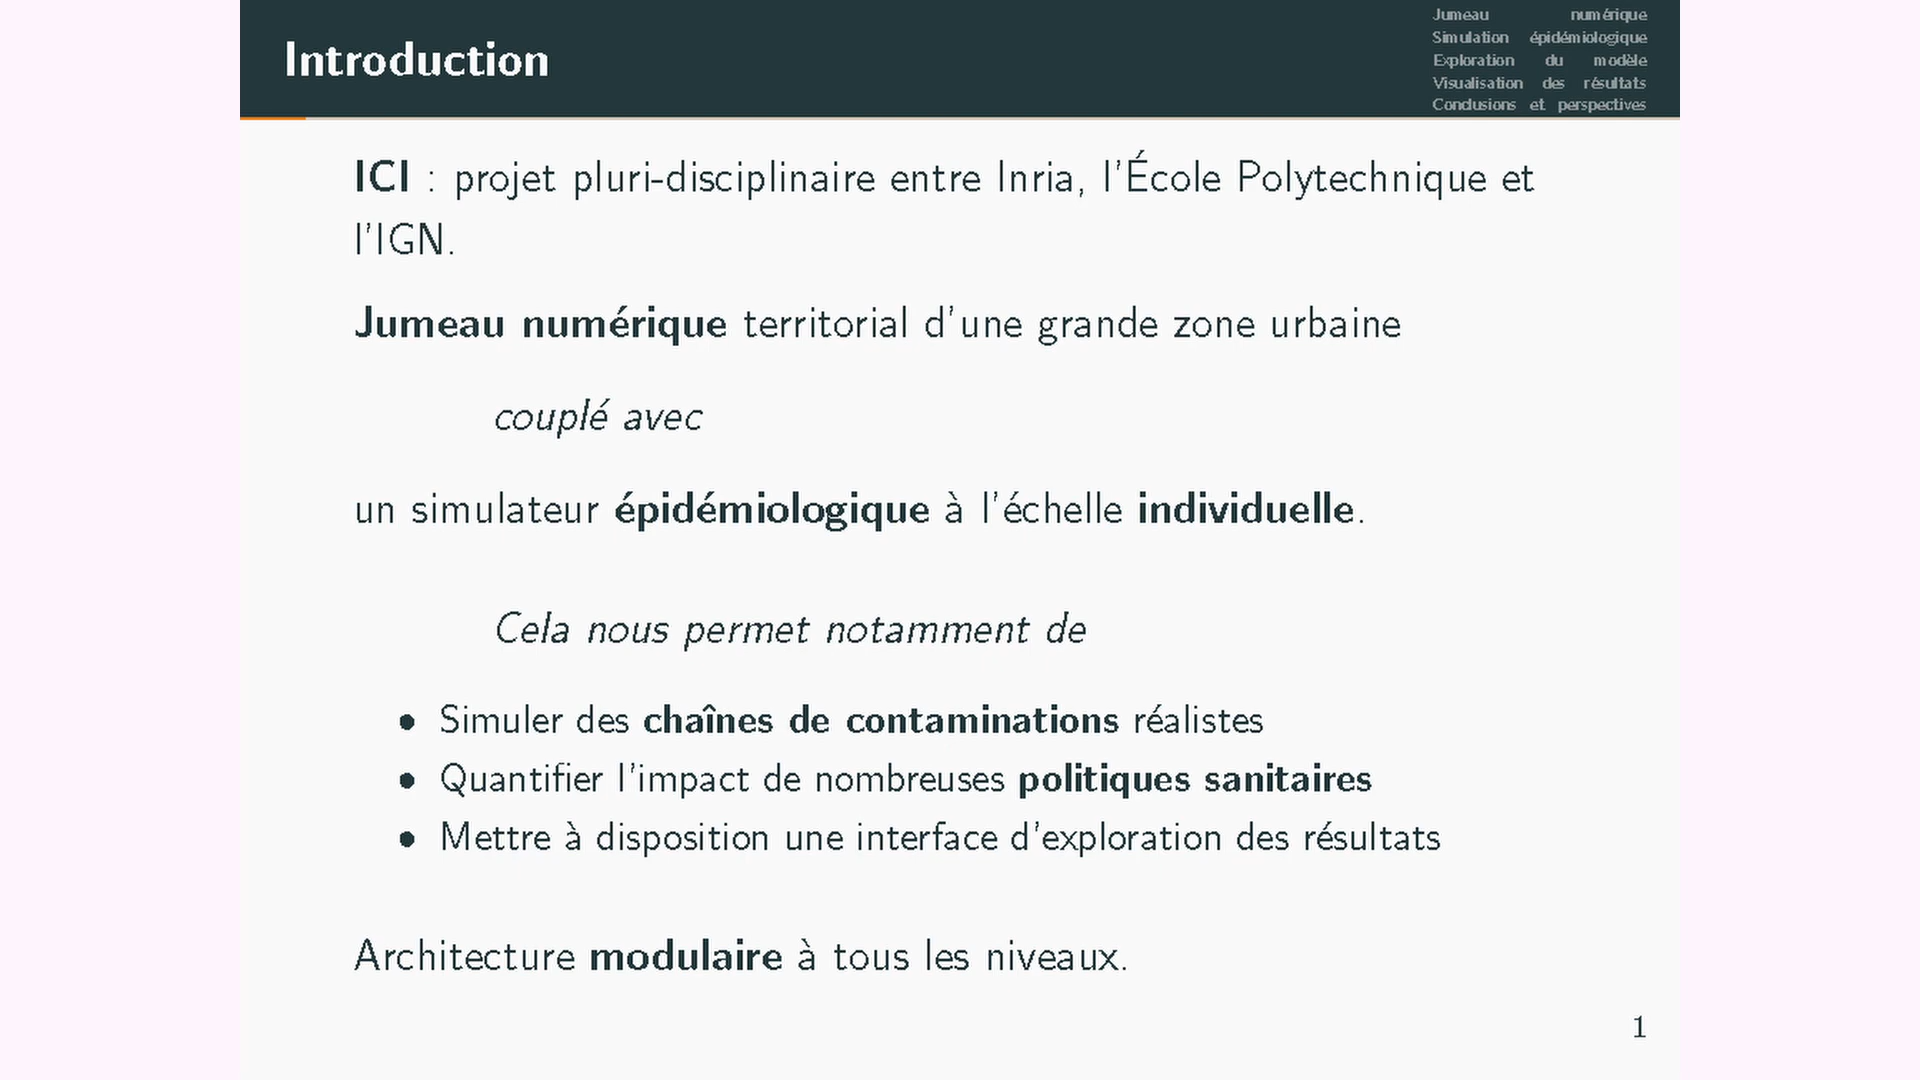 Introduction
Jumeau numérique
Simulation épidémiologique
Exploration du modèle
Visualisation des résultats
Conclusions et perspectives
ICI : projet pluri-disciplinaire entre Inria, l'École Polytechnique et
l'IGN.
Jumeau numérique territorial d'une grande zone urbaine
couplé avec
un simulateur épidémiologique à l'échelle individuelle.
Cela nous permet notamment de
• Simuler des chaînes de contaminations réalistes
• Quantifier l'impact de nombreuses politiques sanitaires
• Mettre à disposition une interface d'exploration des résultats
Architecture modulaire à tous les niveaux.
1